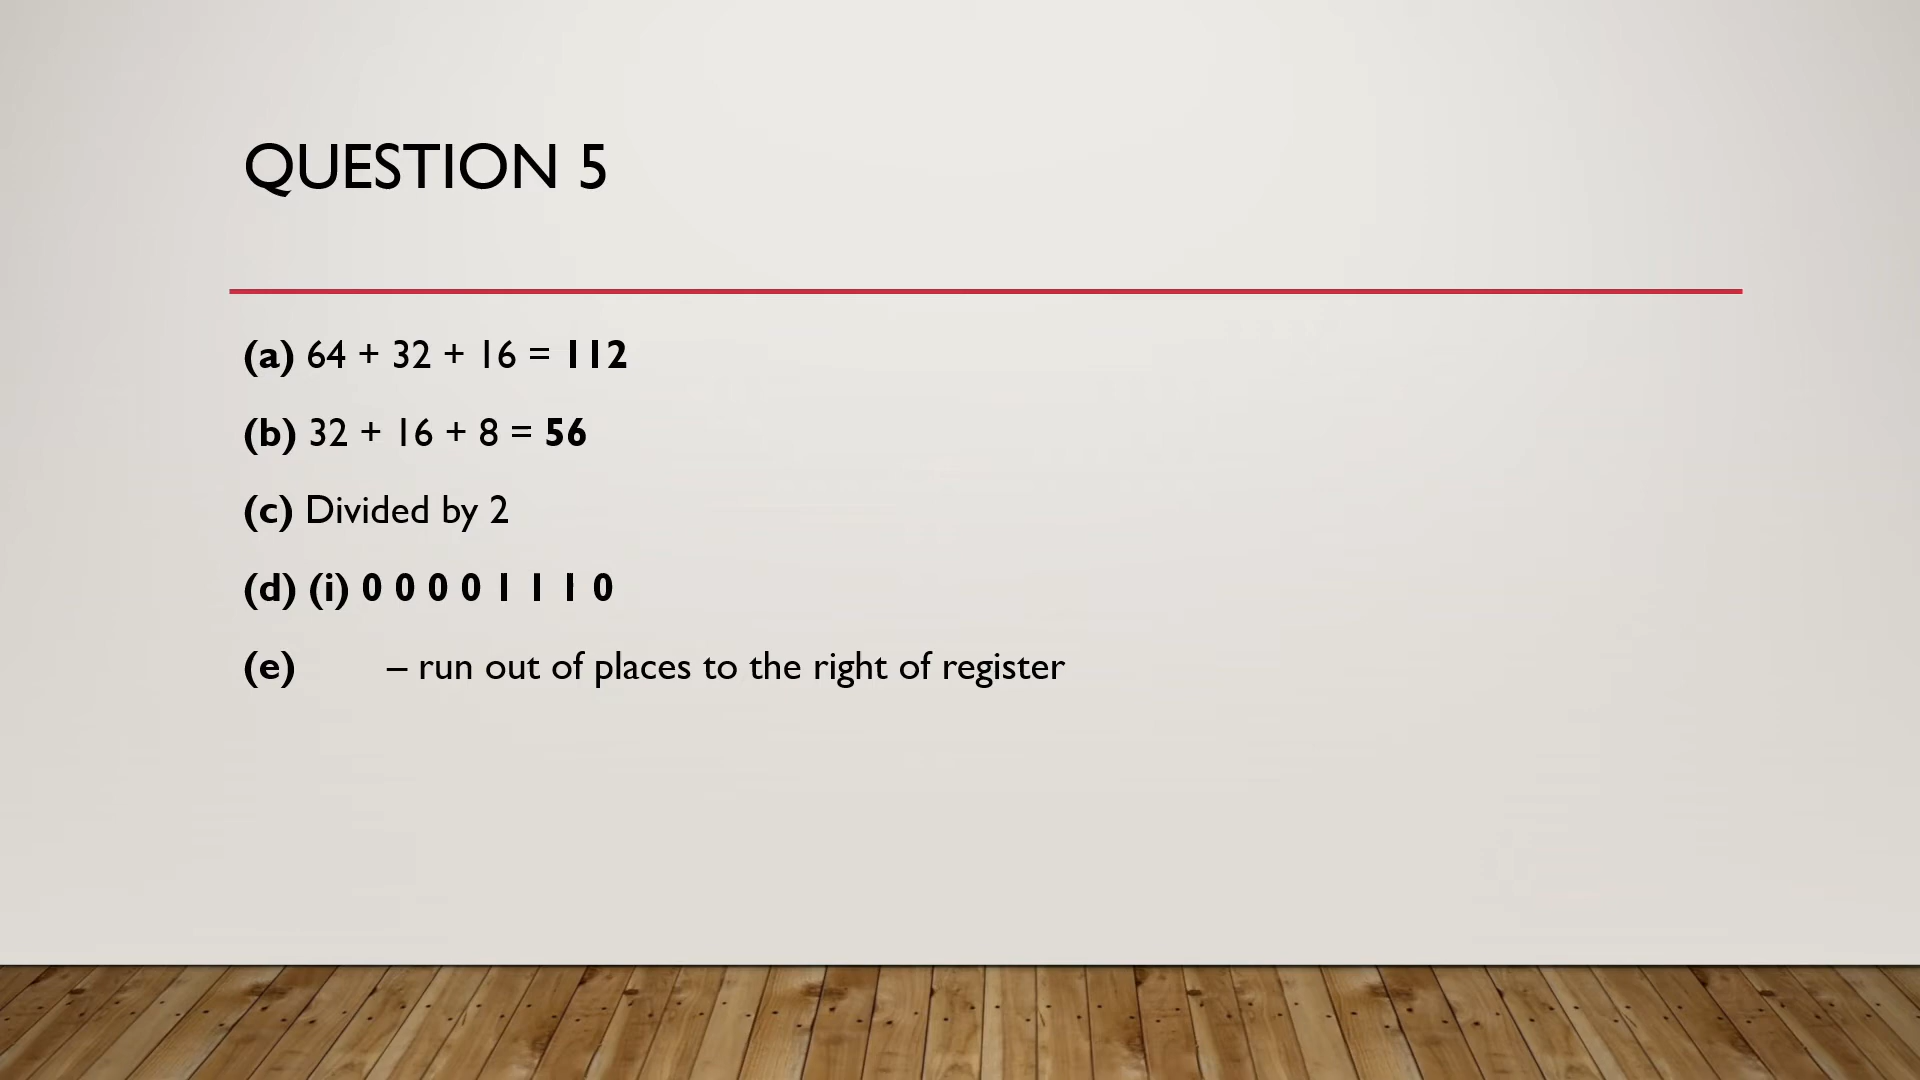 QUESTION 5
(a) 64 + 32 + 16 = 112
(b) 32 + 16 + 8 = 56
(c) Divided by 2
(d) (i) 0 0 0 0 1 1 1 0
(e) – run out of places to the right of register